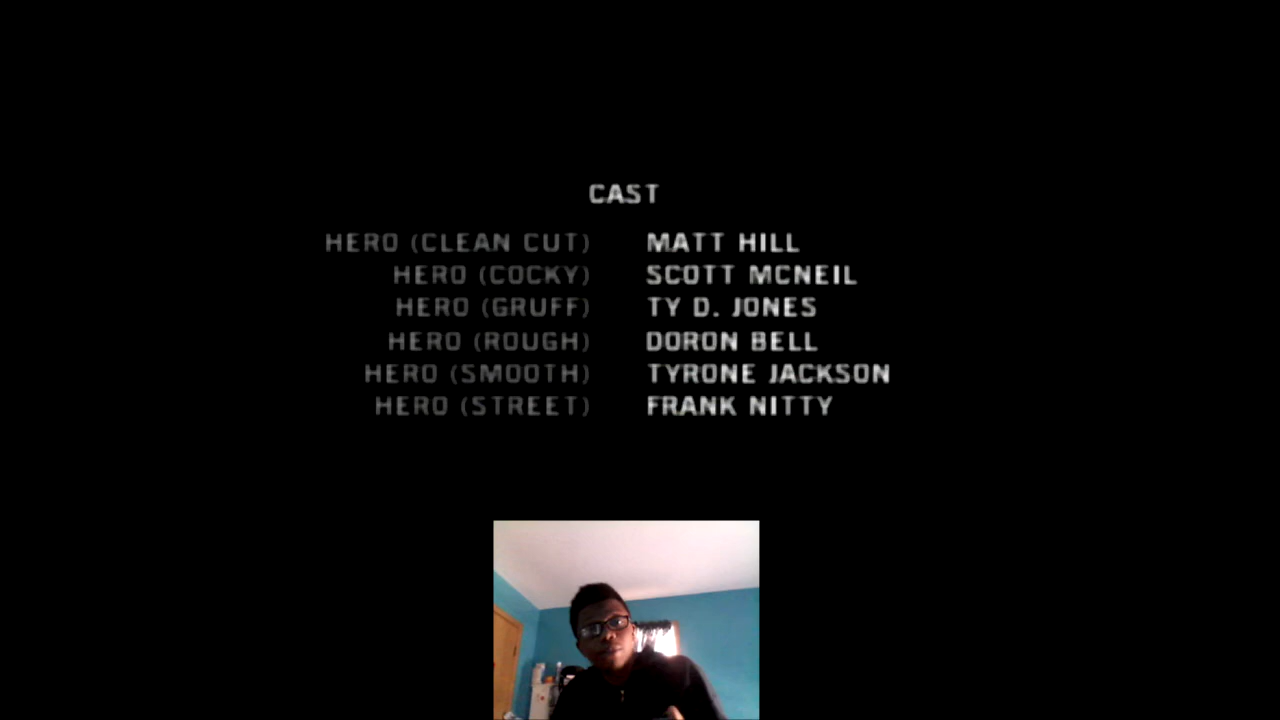 CAST
HERO (CLEAN CUT) MATT HILL
HERO (COCKY) SCOTT MCNEIL
HERO (GRUFF) TY D. JONES
HERO (ROUGH) DORON BELL
HERO (SMOOTH) TYRONE JACKSON
HERO (STREET) FRANK NITTY